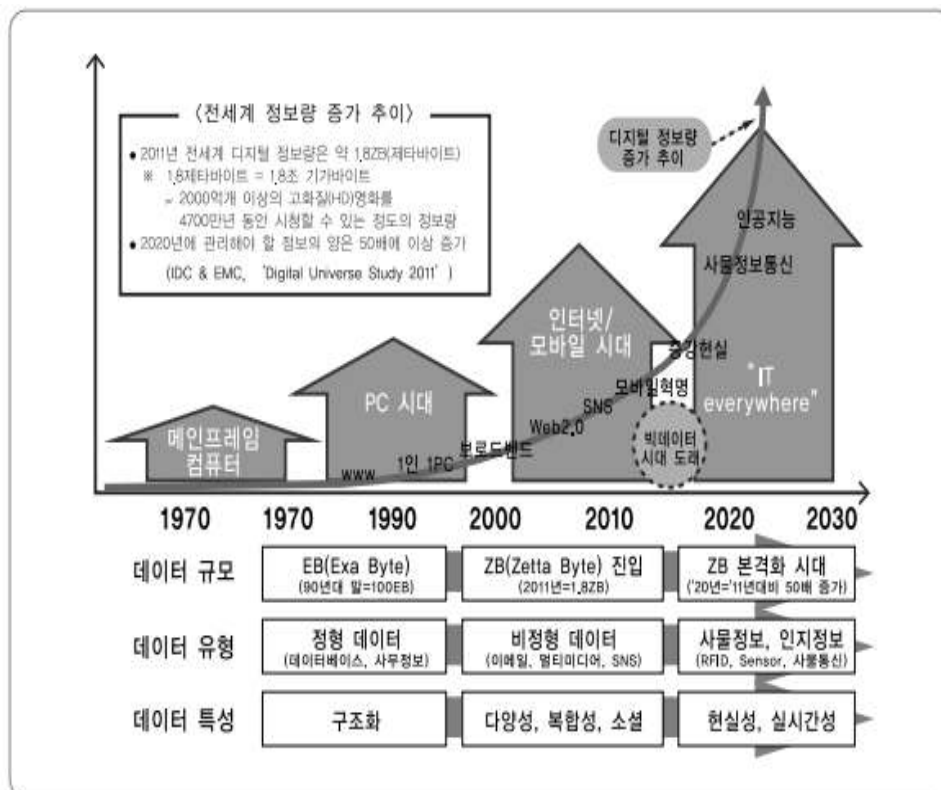 〈전세계 정보량 증가 추이〉
● 2011년 전세계 디지털 정보량은 약 1.8ZB(제타바이트)
※ 1.8제타바이트 = 1.8조 기가바이트
= 2000억개 이상의 고화질(HD)영화를
4700만년 동안 시청할 수 있는 정도의 정보량
● 2020년에 관리해야 할 정보의 양은 50배에 이상 증가
(IDC & EMC, ‘Digital Universe Study 2011’)
디지털 정보량
증가 추이
인공지능
사물정보통신
증강현실
모바일혁명
SNS
Web2.0
보로드밴드
1인 1PC
www
메인프레임
컴퓨터
PC 시대
인터넷/
모바일 시대
“IT
everywhere”
빅데이터
시대 도래
1970 1970 1990 2000 2010 2020 2030
데이터 규모
EB(Exa Byte)
(90년대 말=100EB)
ZB(Zetta Byte) 진입
(2011년=1.8ZB)
ZB 본격화 시대
('20년='11년대비 50배 증가)
데이터 유형
정형 데이터
(데이터베이스, 사무정보)
비정형 데이터
(이메일, 멀티미디어, SNS)
사물정보, 인지정보
(RFID, Sensor, 사물통신)
데이터 특성
구조화
다양성, 복합성, 소셜
현실성, 실시간성